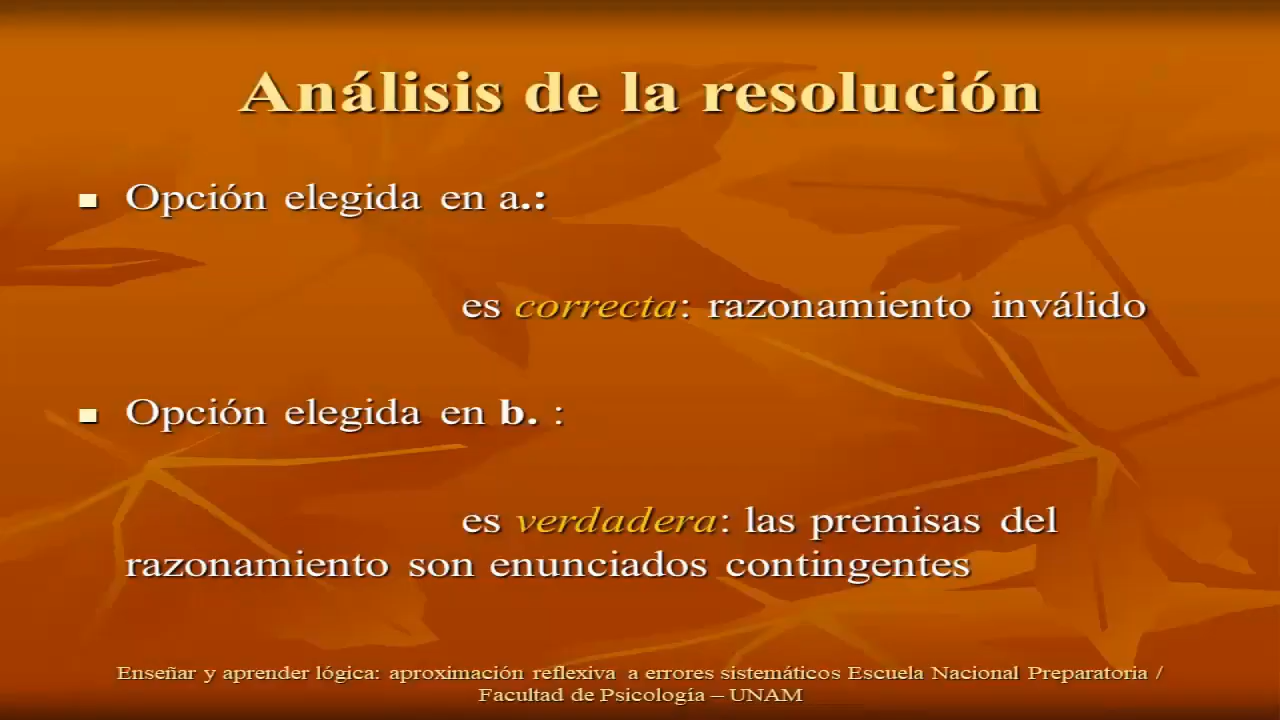 Análisis de la resolución
Opción elegida en a.:
es correcta: razonamiento inválido
Opción elegida en b. :
es verdadera: las premisas del
razonamiento son enunciados contingentes
Enseñar y aprender lógica: aproximación reflexiva a errores sistemáticos Escuela Nacional Preparatoria /
Facultad de Psicología – UNAM